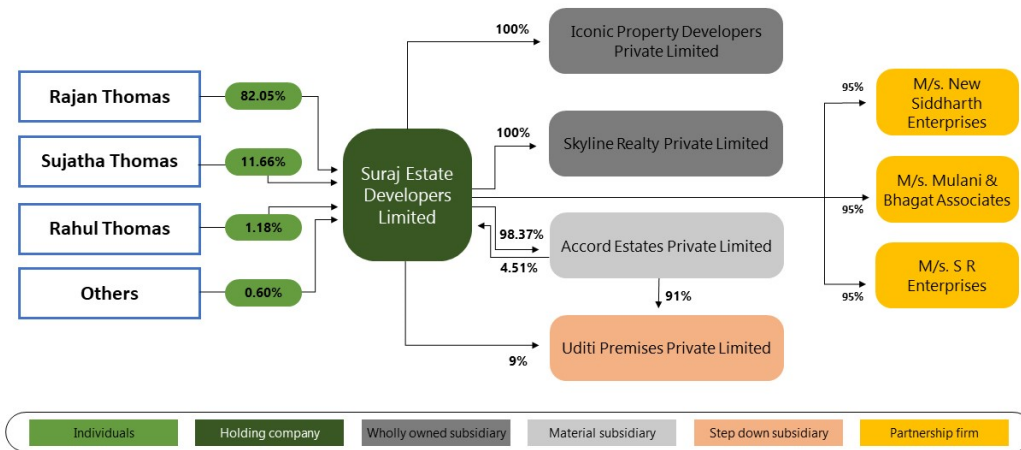 Rajan Thomas
82.05%
Sujatha Thomas
11.66%
Rahul Thomas
1.18%
Others
0.60%
Suraj Estate
Developers
Limited
100%
Iconic Property Developers
Private Limited
100%
Skyline Realty Private Limited
98.37%
4.51%
Accord Estates Private Limited
91%
9%
Uditi Premises Private Limited
95%
M/s. New
Siddharth
Enterprises
95%
M/s. Mulani &
Bhagat Associates
95%
M/s. S R
Enterprises
Individuals
Holding company
Wholly owned subsidiary
Material subsidiary
Step down subsidiary
Partnership firm